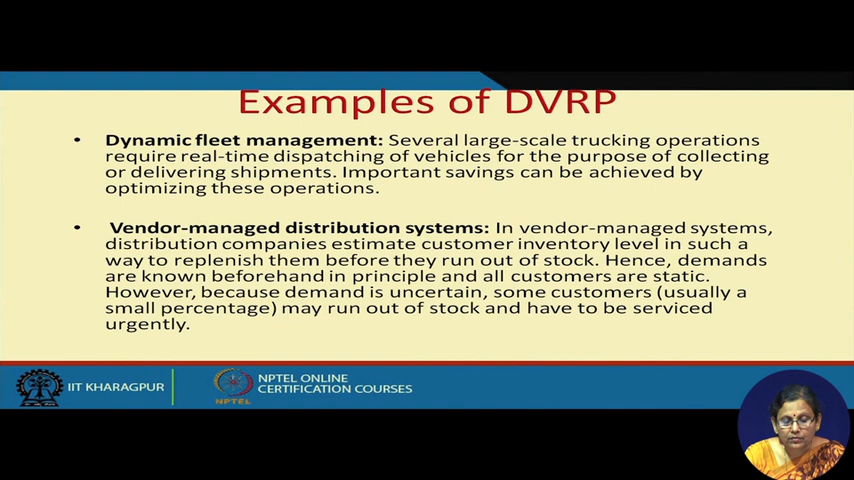 Examples of DVRP
• Dynamic fleet management: Several large-scale trucking operations
require real-time dispatching of vehicles for the purpose of collecting
or delivering shipments. Important savings can be achieved by
optimizing these operations.
• Vendor-managed distribution systems: In vendor-managed systems,
distribution companies estimate customer inventory level in such a
way to replenish them before they run out of stock. Hence, demands
are known beforehand in principle and all customers are static.
However, because demand is uncertain, some customers (usually a
small percentage) may run out of stock and have to be serviced
urgently.
IIT KHARAGPUR
NPTEL
NPTEL ONLINE
CERTIFICATION COURSES